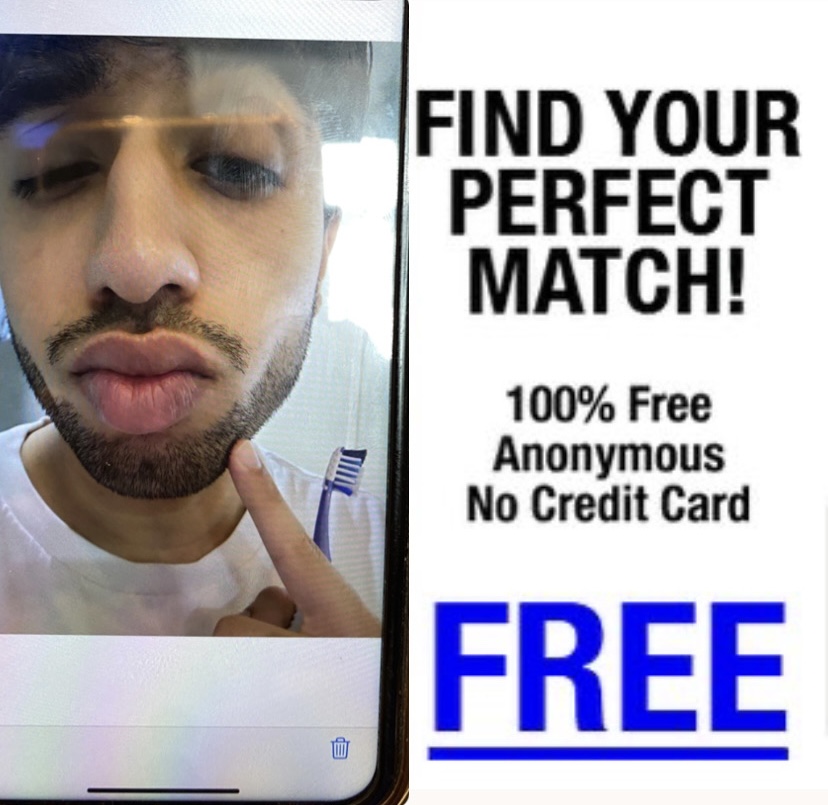 FIND YOUR
PERFECT
MATCH!
100% Free
Anonymous
No Credit Card
FREE